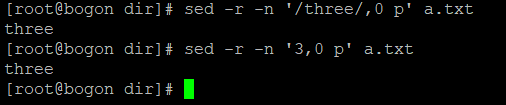 [root@bogon dir]# sed -r -n '/three/,0 p' a.txt
three
[root@bogon dir]# sed -r -n '3,0 p' a.txt
three
[root@bogon dir]#